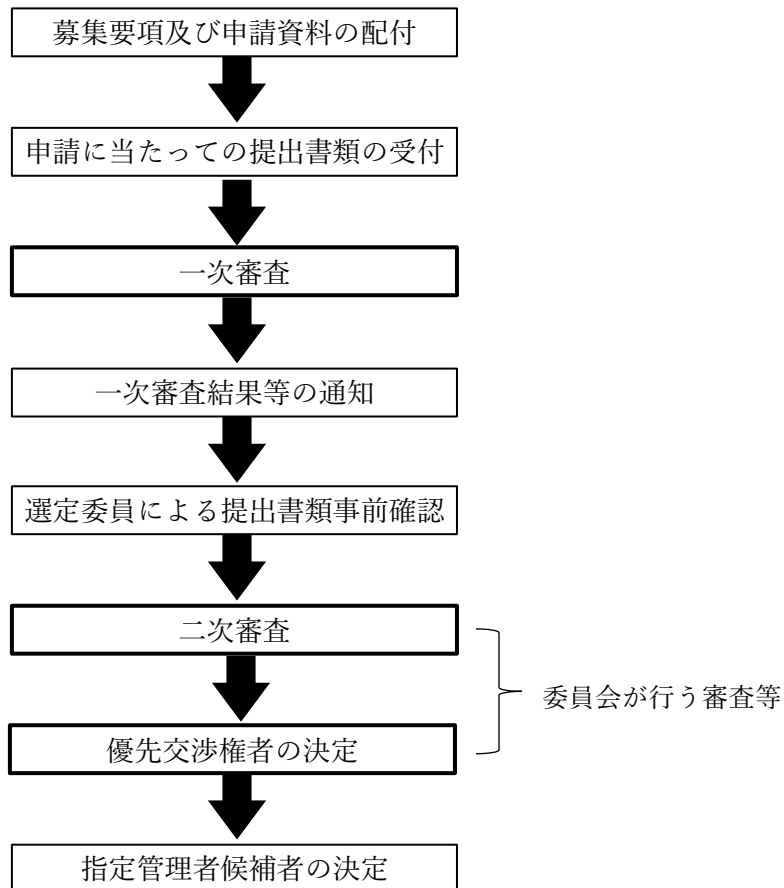 募集要項及び申請資料の配付
申請に当たっての提出書類の受付
一次審査
一次審査結果等の通知
選定委員による提出書類事前確認
二次審査
委員会が行う審査等
優先交渉権者の決定
指定管理者候補者の決定